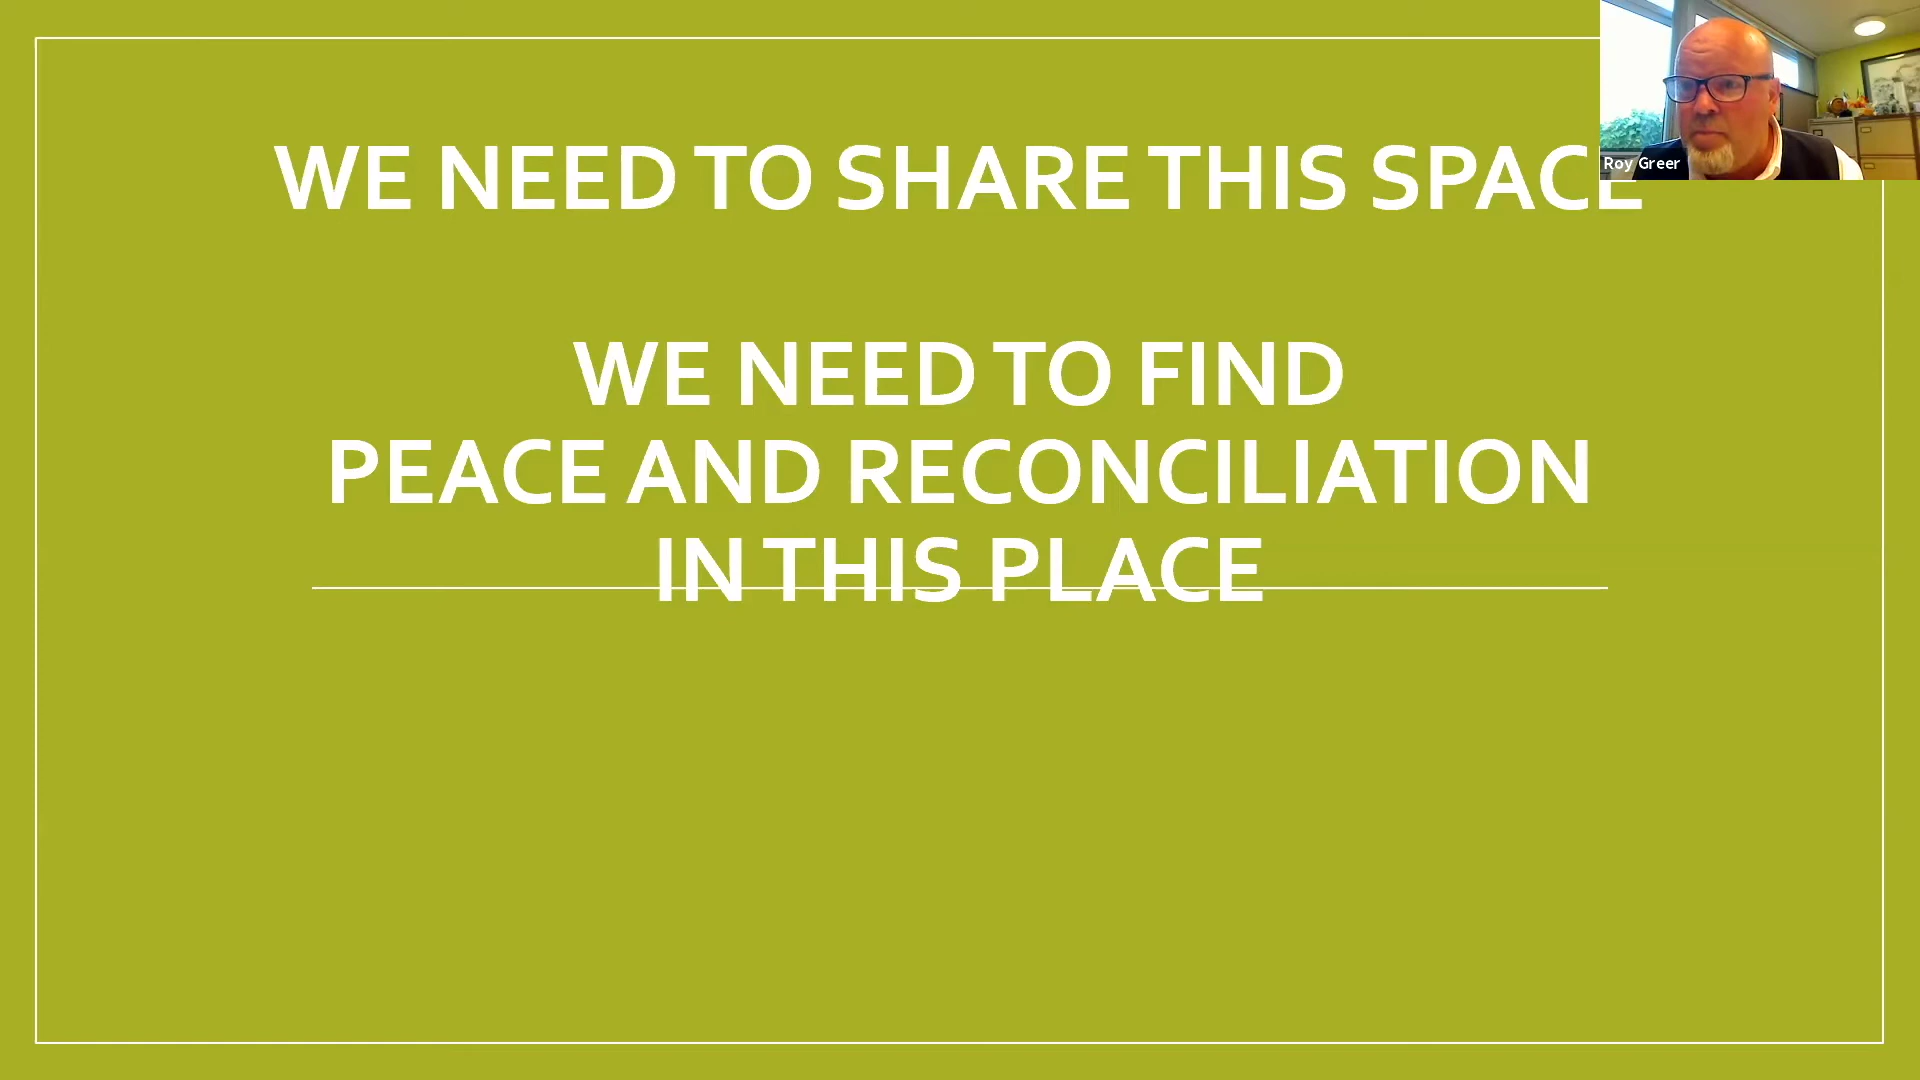 WE NEED TO SHARE THIS SPACE
WE NEED TO FIND
PEACE AND RECONCILIATION
IN THIS PLACE
Roy Greer